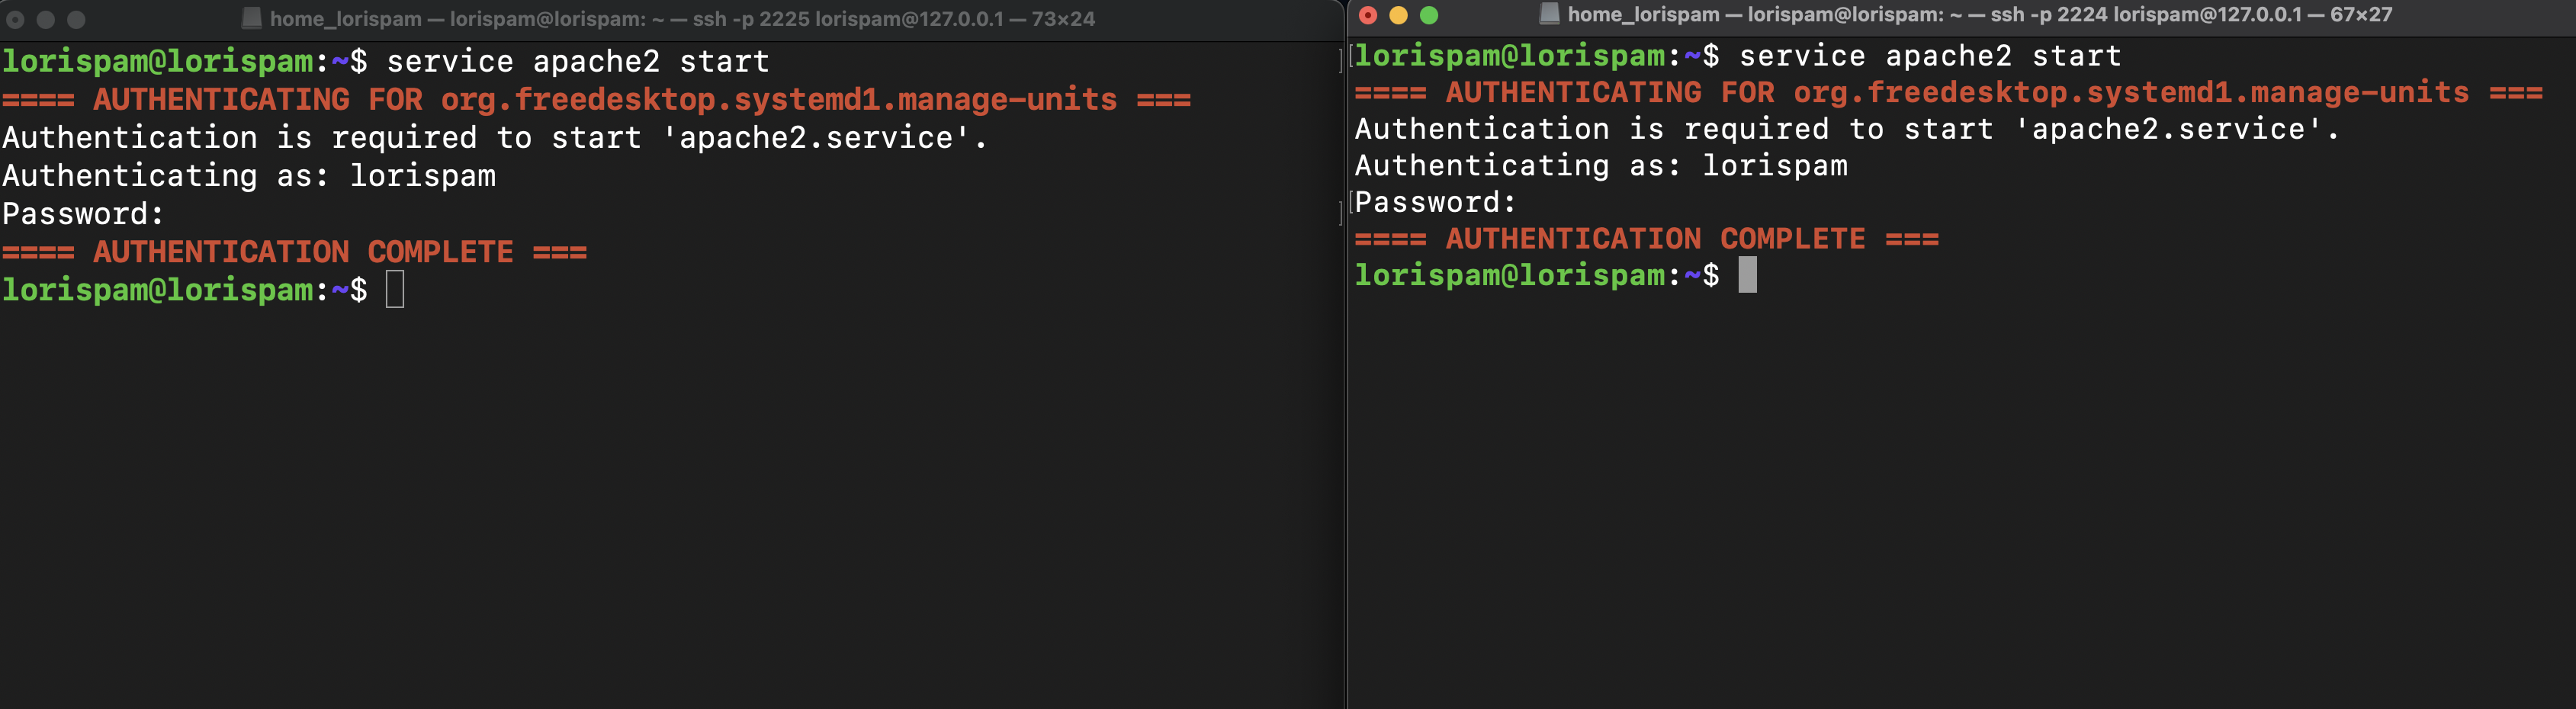 home_lorispam — lorispam@lorispam: ~ — ssh -p 2225 lorispam@127.0.0.1 — 73×24
lorispam@lorispam:~$ service apache2 start
==== AUTHENTICATING FOR org.freedesktop.systemd1.manage-units ===
Authentication is required to start 'apache2.service'.
Authenticating as: lorispam
Password:
==== AUTHENTICATION COMPLETE ===
lorispam@lorispam:~$
home_lorispam — lorispam@lorispam: ~ — ssh -p 2224 lorispam@127.0.0.1 — 67×27
lorispam@lorispam:~$ service apache2 start
==== AUTHENTICATING FOR org.freedesktop.systemd1.manage-units ===
Authentication is required to start 'apache2.service'.
Authenticating as: lorispam
Password:
==== AUTHENTICATION COMPLETE ===
lorispam@lorispam:~$